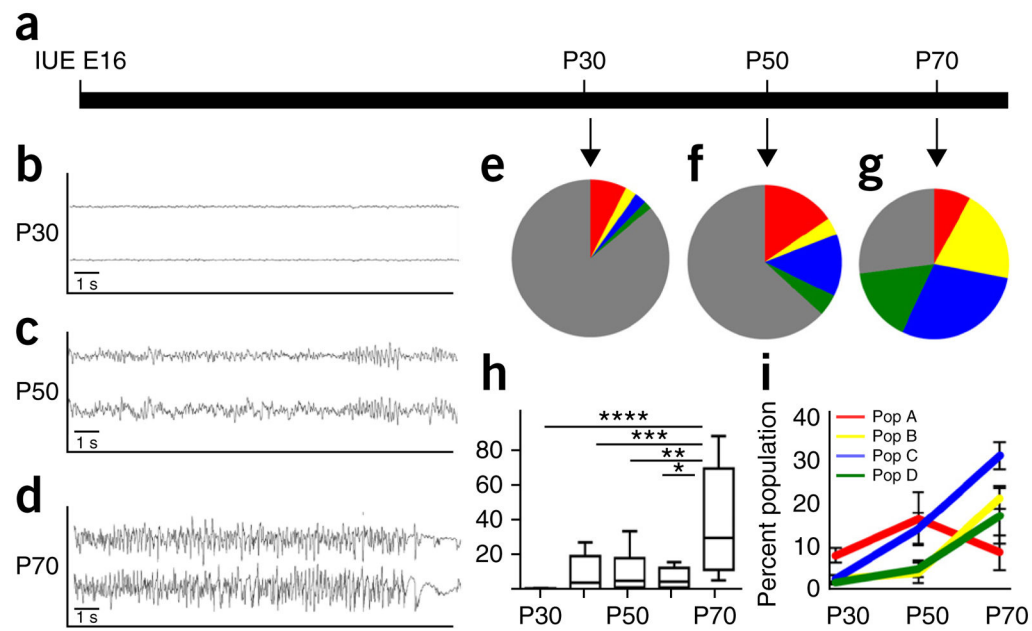 a
IUE E16 P30 P50 P70
b
P30
1 s
c
P50
1 s
d
P70
1 s
e f g
h
****
***
**
*
80
60
40
20
P30 P50 P70
i
Percent population
40
30
20
10
0
Pop A
Pop B
Pop C
Pop D
P30 P50 P70